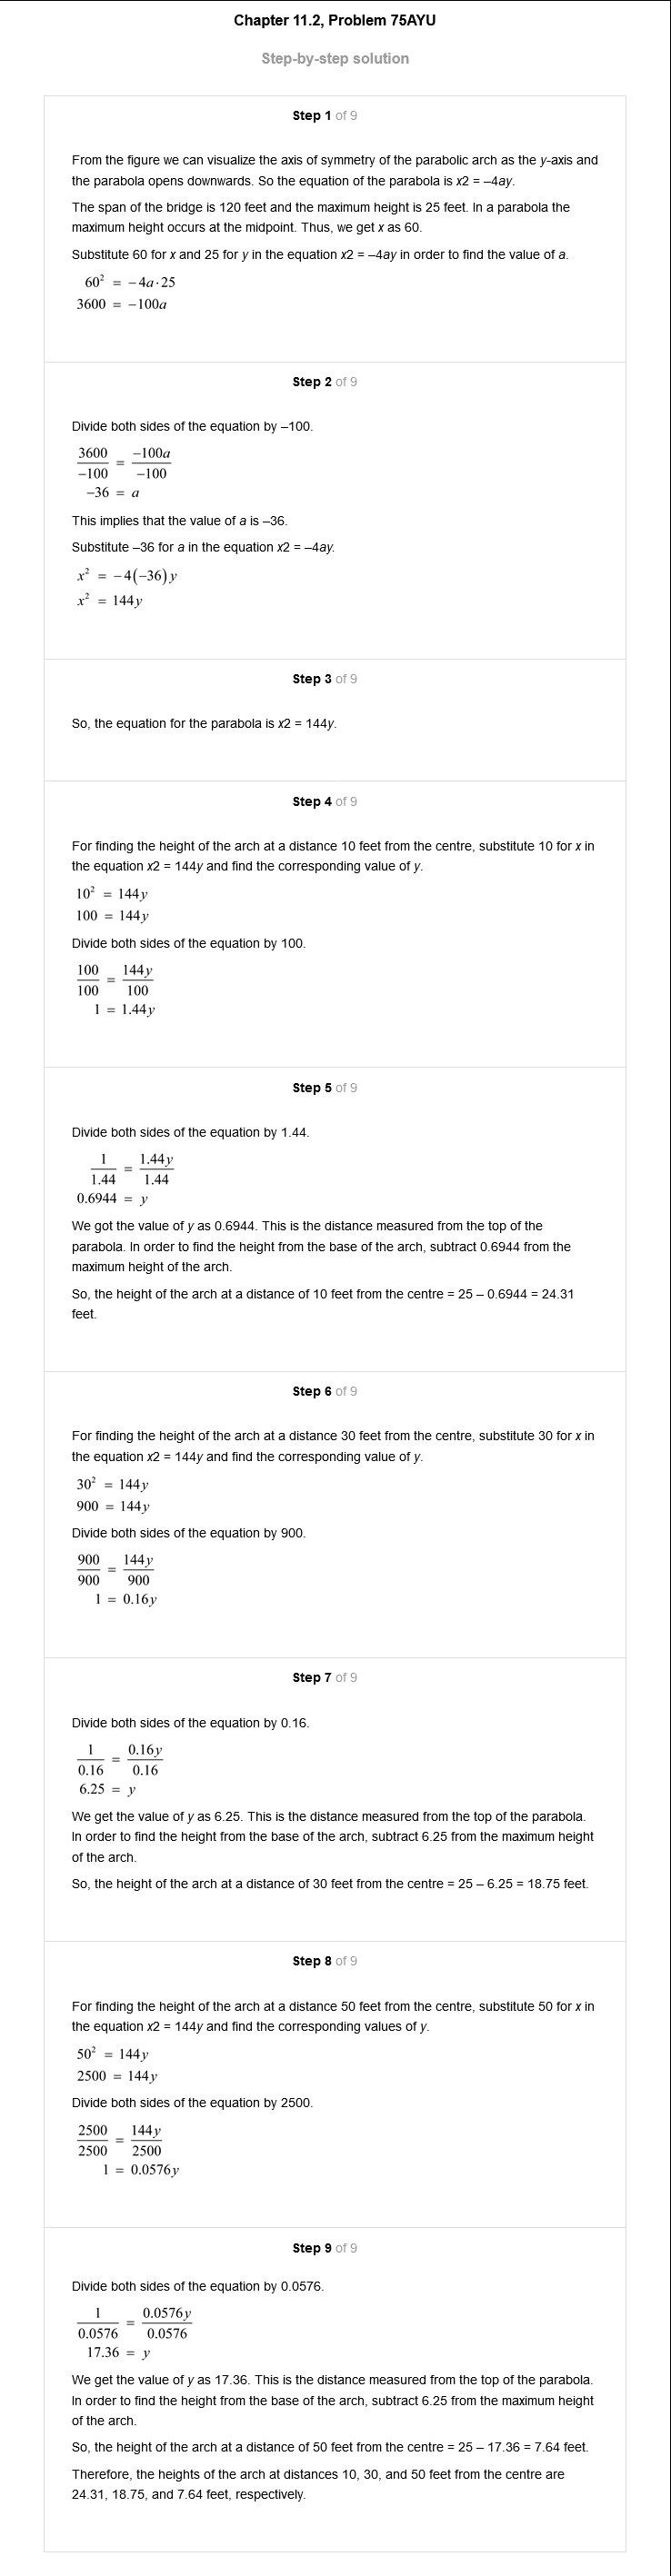 Chapter 11.2, Problem 75AYU
Step-by-step solution
Step 1 of 9
From the figure we can visualize the axis of symmetry of the parabolic arch as the y-axis and
the parabola opens downwards. So the equation of the parabola is x2 = –4ay.
The span of the bridge is 120 feet and the maximum height is 25 feet. In a parabola the
maximum height occurs at the midpoint. Thus, we get x as 60.
Substitute 60 for x and 25 for y in the equation x2 = –4ay in order to find the value of a.
60² = −4a·25
3600 = −100a
Step 2 of 9
Divide both sides of the equation by –100.
3600/−100 = −100a/−100
−36 = a
This implies that the value of a is –36.
Substitute –36 for a in the equation x2 = –4ay.
x² = −4(−36)y
x² = 144y
Step 3 of 9
So, the equation for the parabola is x2 = 144y.
Step 4 of 9
For finding the height of the arch at a distance 10 feet from the centre, substitute 10 for x in
the equation x2 = 144y and find the corresponding value of y.
10² = 144y
100 = 144y
Divide both sides of the equation by 100.
100/100 = 144y/100
1 = 1.44y
Step 5 of 9
Divide both sides of the equation by 1.44.
1/1.44 = 1.44y/1.44
0.6944 = y
We got the value of y as 0.6944. This is the distance measured from the top of the
parabola. In order to find the height from the base of the arch, subtract 0.6944 from the
maximum height of the arch.
So, the height of the arch at a distance of 10 feet from the centre = 25 – 0.6944 = 24.31
feet.
Step 6 of 9
For finding the height of the arch at a distance 30 feet from the centre, substitute 30 for x in
the equation x2 = 144y and find the corresponding value of y.
30² = 144y
900 = 144y
Divide both sides of the equation by 900.
900/900 = 144y/900
1 = 0.16y
Step 7 of 9
Divide both sides of the equation by 0.16.
1/0.16 = 0.16y/0.16
6.25 = y
We get the value of y as 6.25. This is the distance measured from the top of the parabola.
In order to find the height from the base of the arch, subtract 6.25 from the maximum height
of the arch.
So, the height of the arch at a distance of 30 feet from the centre = 25 – 6.25 = 18.75 feet.
Step 8 of 9
For finding the height of the arch at a distance 50 feet from the centre, substitute 50 for x in
the equation x2 = 144y and find the corresponding values of y.
50² = 144y
2500 = 144y
Divide both sides of the equation by 2500.
2500/2500 = 144y/2500
1 = 0.0576y
Step 9 of 9
Divide both sides of the equation by 0.0576.
1/0.0576 = 0.0576y/0.0576
17.36 = y
We get the value of y as 17.36. This is the distance measured from the top of the parabola.
In order to find the height from the base of the arch, subtract 6.25 from the maximum height
of the arch.
So, the height of the arch at a distance of 50 feet from the centre = 25 – 17.36 = 7.64 feet.
Therefore, the heights of the arch at distances 10, 30, and 50 feet from the centre are
24.31, 18.75, and 7.64 feet, respectively.